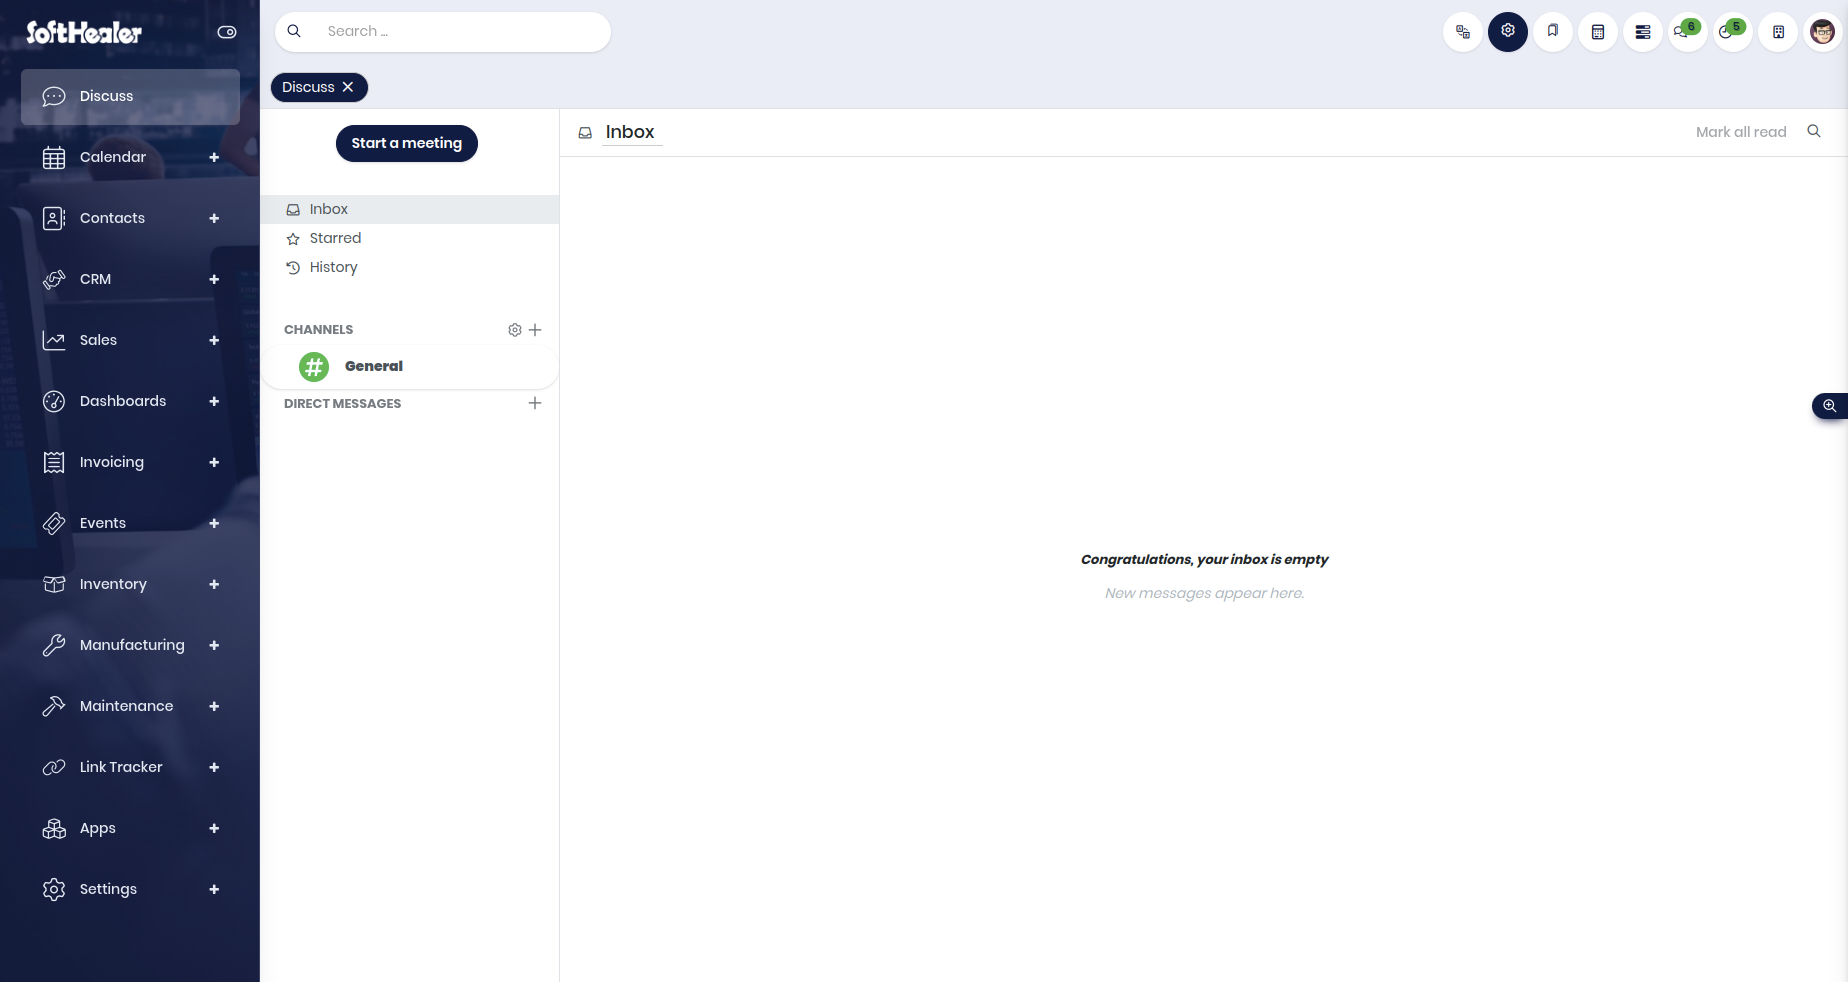 SoftHealer
Search ...
6
5
Discuss
Discuss
Calendar
Contacts
CRM
Sales
Dashboards
Invoicing
Events
Inventory
Manufacturing
Maintenance
Link Tracker
Apps
Settings
Start a meeting
Inbox
Starred
History
CHANNELS
General
DIRECT MESSAGES
Inbox
Mark all read
Congratulations, your inbox is empty
New messages appear here.